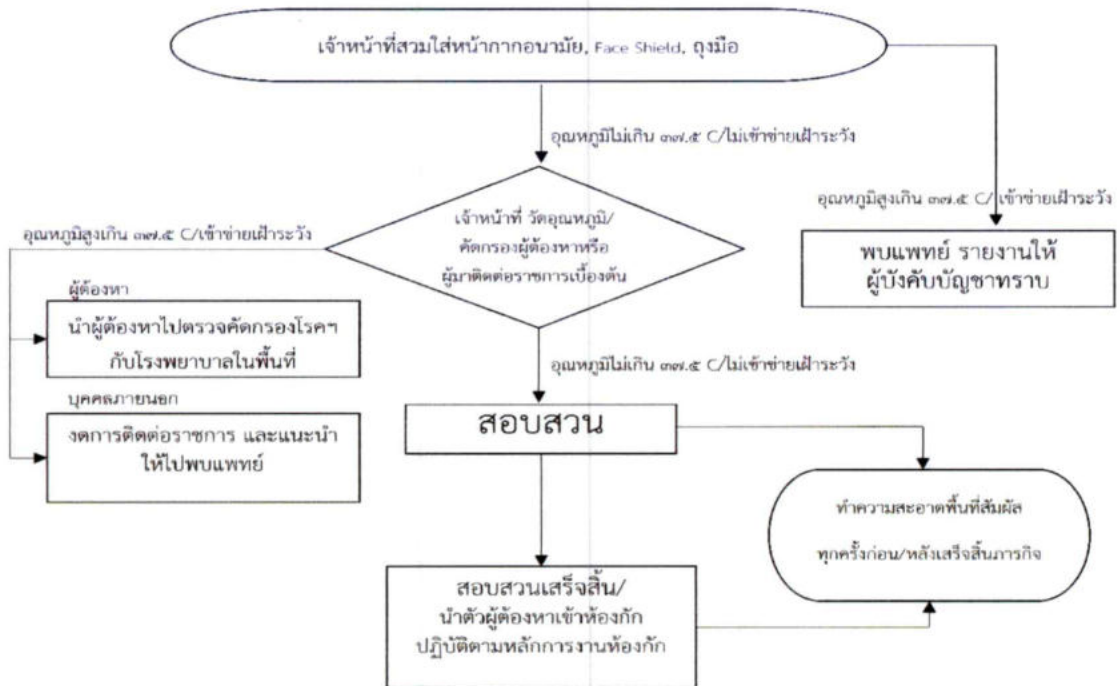 เจ้าหน้าที่สวมใส่หน้ากากอนามัย, Face Shield, ถุงมือ
อุณหภูมิไม่เกิน ๓๗.๕ C/ไม่เข้าข่ายเฝ้าระวัง
อุณหภูมิสูงเกิน ๓๗.๕ C/ เข้าข่ายเฝ้าระวัง
พบแพทย์ รายงานให้
ผู้บังคับบัญชาทราบ
เจ้าหน้าที่ วัดอุณหภูมิ/
คัดกรองผู้ต้องหาหรือ
ผู้มาติดต่อราชการเบื้องต้น
อุณหภูมิสูงเกิน ๓๗.๕ C/เข้าข่ายเฝ้าระวัง
ผู้ต้องหา
นำผู้ต้องหาไปตรวจคัดกรองโรคฯ
กับโรงพยาบาลในพื้นที่
บุคคลภายนอก
งดการติดต่อราชการ และแนะนำ
ให้ไปพบแพทย์
อุณหภูมิไม่เกิน ๓๗.๕ C/ไม่เข้าข่ายเฝ้าระวัง
สอบสวน
ทำความสะอาดพื้นที่สัมผัส
ทุกครั้งก่อน/หลังเสร็จสิ้นภารกิจ
สอบสวนเสร็จสิ้น/
นำตัวผู้ต้องหาเข้าห้องกัก
ปฏิบัติตามหลักการงานห้องกัก